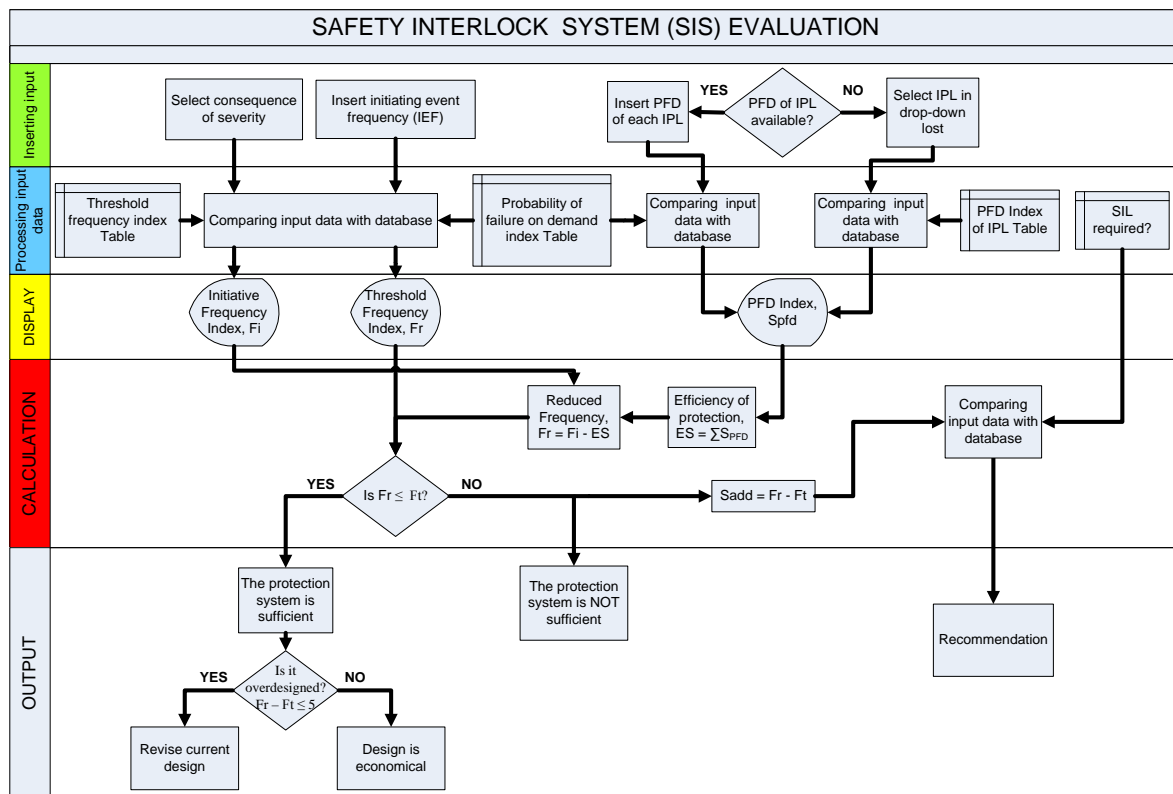 SAFETY INTERLOCK SYSTEM (SIS) EVALUATION
Inserting input
Select consequence
of severity
Insert initiating event
frequency (IEF)
Insert PFD
of each IPL
YES
PFD of IPL
available?
NO
Select IPL in
drop-down
lost
Processing input
data
Threshold
frequency index
Table
Comparing input data with database
Probability of
failure on demand
index Table
Comparing input
data with
database
Comparing input
data with
database
PFD Index
of IPL Table
SIL
required?
DISPLAY
Initiative
Frequency
Index, Fi
Threshold
Frequency
Index, Fr
PFD Index,
Spfd
CALCULATION
Reduced
Frequency,
Fr = Fi - ES
Efficiency of
protection,
ES = ∑SPFD
Comparing
input data with
database
YES
Is Fr ≤ Ft?
NO
Sadd = Fr - Ft
OUTPUT
The protection
system is
sufficient
The protection
system is NOT
sufficient
Recommendation
YES
Is it
overdesigned?
Fr – Ft ≤ 5
NO
Revise current
design
Design is
economical